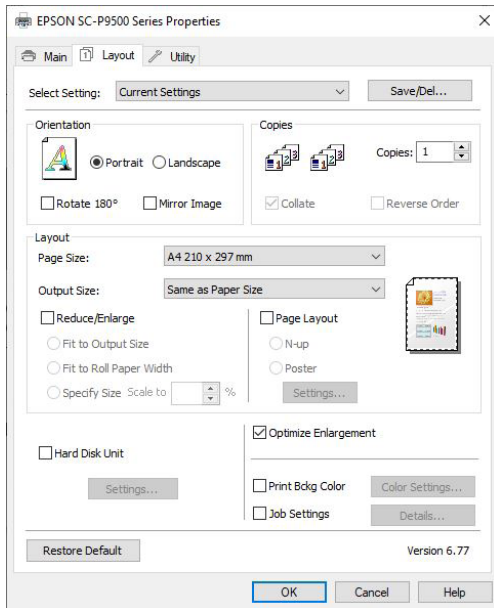 EPSON SC-P9500 Series Properties
Main Layout Utility
Select Setting: Current Settings Save/Del...
Orientation
Portrait Landscape
Rotate 180° Mirror Image
Copies
Copies: 1
Collate Reverse Order
Layout
Page Size: A4 210 x 297 mm
Output Size: Same as Paper Size
Reduce/Enlarge
Fit to Output Size
Fit to Roll Paper Width
Specify Size Scale to %
Page Layout
N-up
Poster
Settings...
Hard Disk Unit
Settings...
Optimize Enlargement
Print Bckg Color Color Settings...
Job Settings Details...
Restore Default Version 6.77
OK Cancel Help